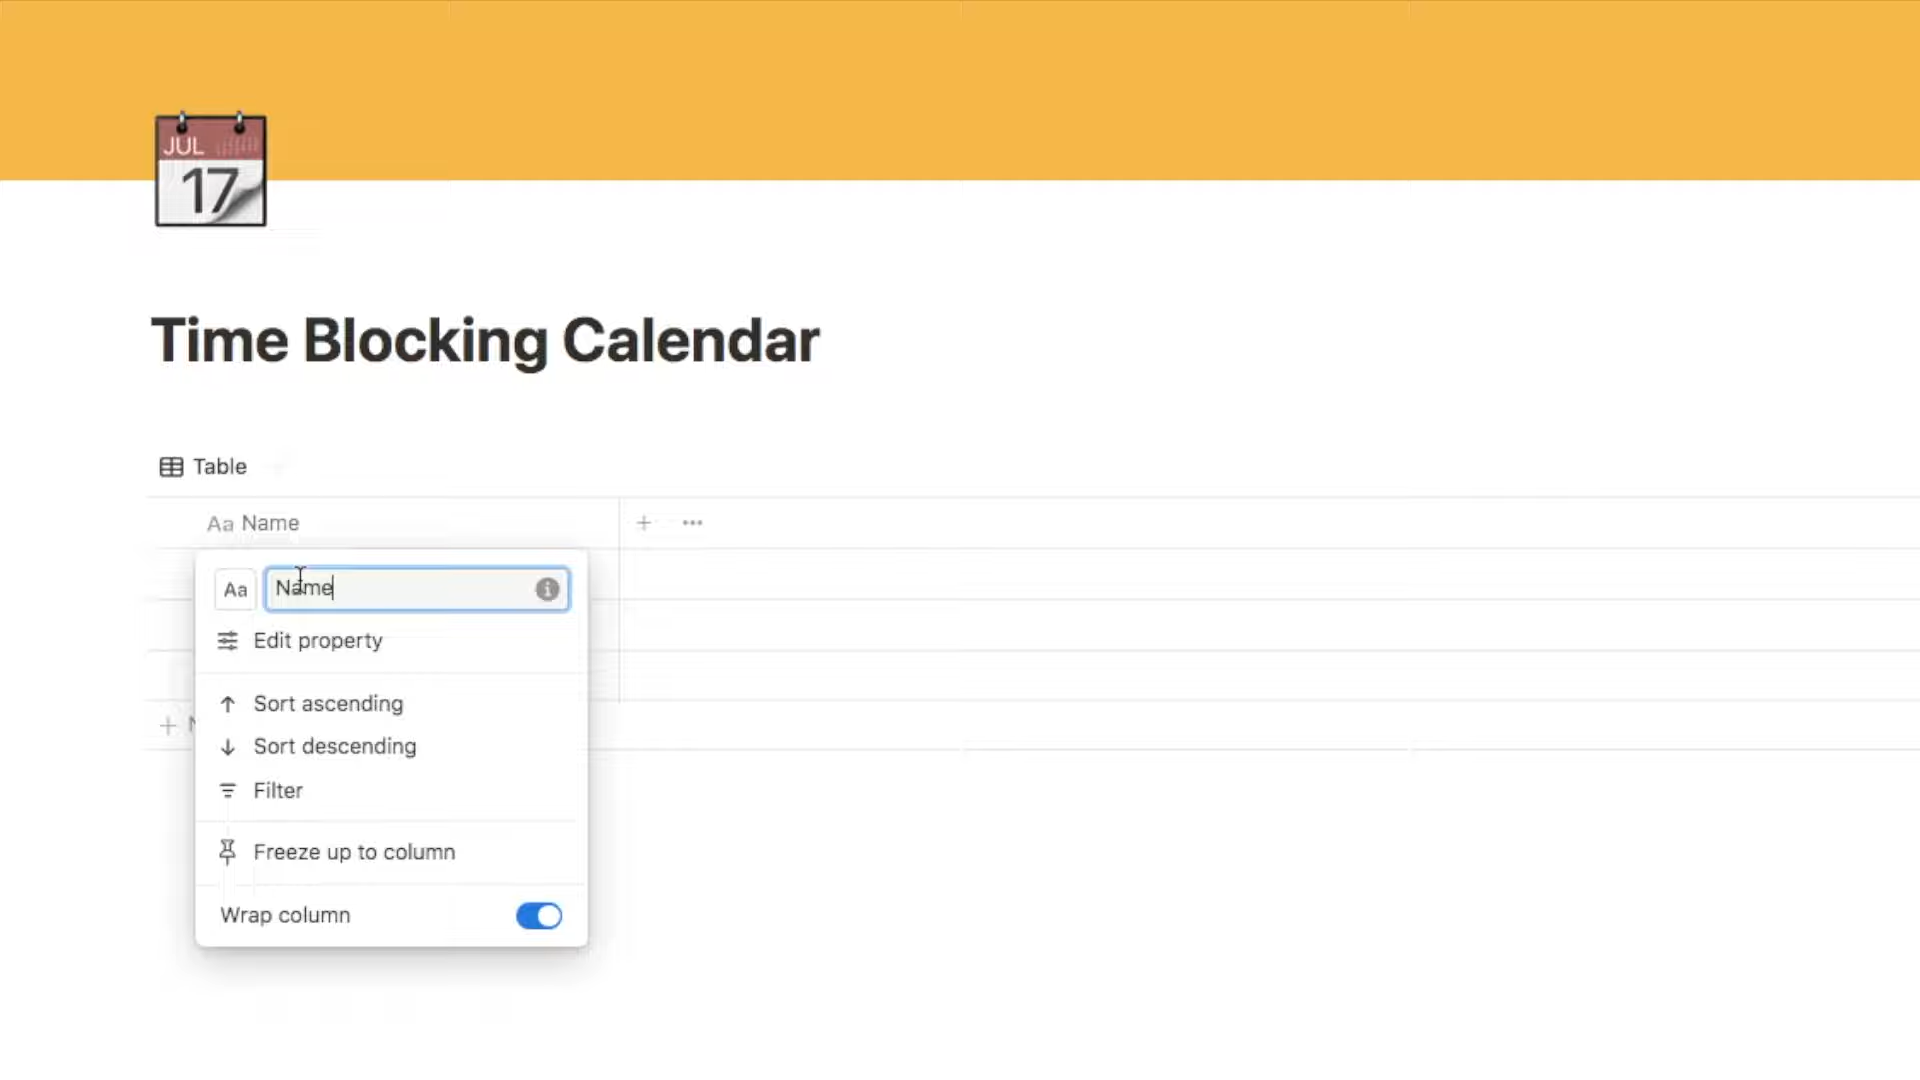 JUL
17
Time Blocking Calendar
Table
Aa Name
Aa Name
Edit property
Sort ascending
Sort descending
Filter
Freeze up to column
Wrap column